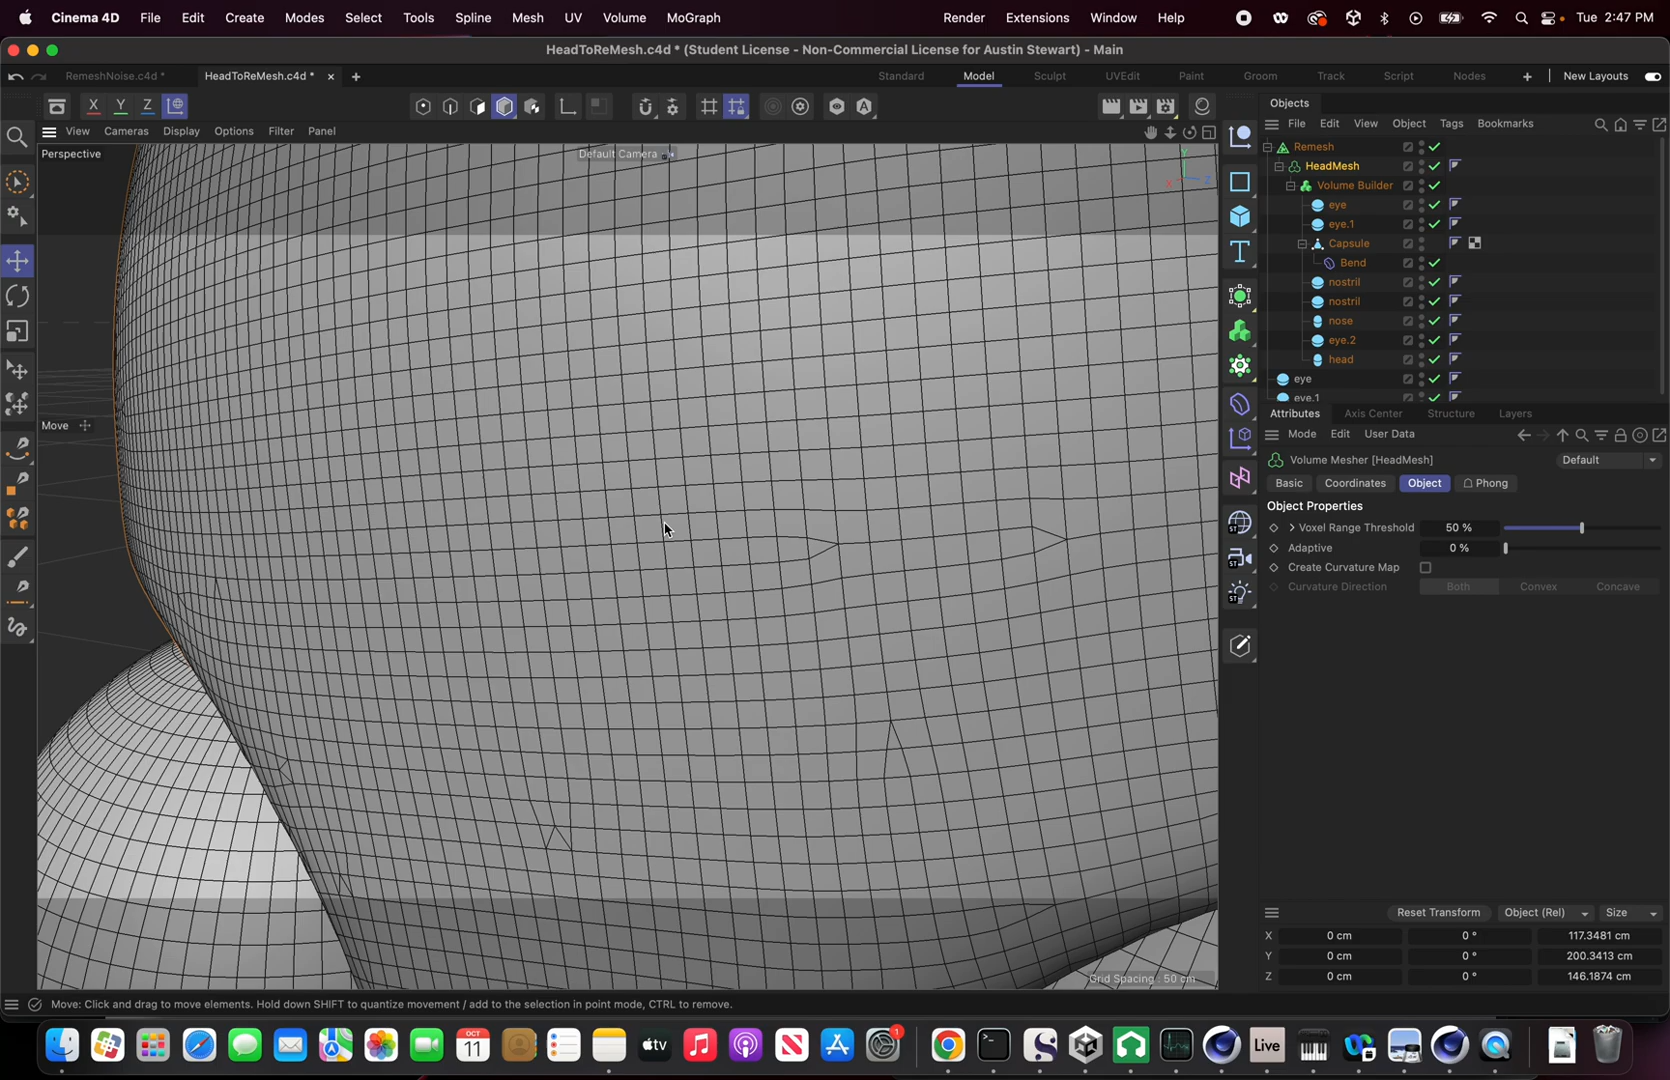 Cinema 4D File Edit Create Modes Select Tools Spline Mesh UV Volume MoGraph Render Extensions Window Help Tue 2:47 PM
HeadToReMesh.c4d * (Student License - Non-Commercial License for Austin Stewart) - Main
RemeshNoise.c4d * HeadToReMesh.c4d * Standard Model Sculpt UVEdit Paint Groom Track Script Nodes New Layouts
X Y Z
Objects
View Cameras Display Options Filter Panel
File Edit View Object Tags Bookmarks
Perspective
Default Camera
Y
X Z
Remesh
HeadMesh
Volume Builder
eye
eye.1
Capsule
Bend
nostril
nostril
nose
eye.2
head
eye
eye.1
Attributes Axis Center Structure Layers
Move
Mode Edit User Data
Volume Mesher [HeadMesh] Default
Basic Coordinates Object Phong
Object Properties
Voxel Range Threshold 50 %
Adaptive 0 %
Create Curvature Map
Curvature Direction Both Convex Concave
ST
ST
ST
Reset Transform Object (Rel) Size
X 0 cm 0 ° 117.3481 cm
Y 0 cm 0 ° 200.3413 cm
Z 0 cm 0 ° 146.1874 cm
Grid Spacing : 50 cm
Move: Click and drag to move elements. Hold down SHIFT to quantize movement / add to the selection in point mode, CTRL to remove.
OCT
11
tv
Live
1